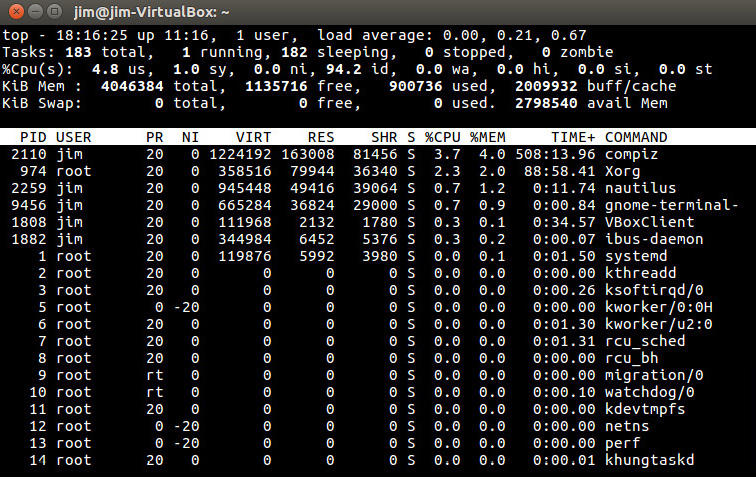 jim@jim-VirtualBox: ~
top - 18:16:25 up 11:16,  1 user,  load average: 0.00, 0.21, 0.67
Tasks: 183 total,   1 running, 182 sleeping,   0 stopped,   0 zombie
%Cpu(s):  4.8 us,  1.0 sy,  0.0 ni, 94.2 id,  0.0 wa,  0.0 hi,  0.0 si,  0.0 st
KiB Mem :  4046384 total,  1135716 free,   900736 used,  2009932 buff/cache
KiB Swap:        0 total,        0 free,        0 used.  2798540 avail Mem
PID USER      PR  NI    VIRT    RES    SHR S %CPU %MEM     TIME+ COMMAND
2110 jim       20   0 1224192 163008  81456 S  3.7  4.0 508:13.96 compiz
974 root      20   0  358516  79944  36340 S  2.3  2.0  88:58.41 Xorg
2259 jim       20   0  945448  49416  39064 S  0.7  1.2   0:11.74 nautilus
9456 jim       20   0  665284  36824  29000 S  0.7  0.9   0:00.84 gnome-terminal-
1808 jim       20   0  111968   2132   1780 S  0.3  0.1   0:34.57 VBoxClient
1882 jim       20   0  344984   6452   5376 S  0.3  0.2   0:00.07 ibus-daemon
1 root      20   0  119876   5992   3980 S  0.0  0.1   0:01.50 systemd
2 root      20   0       0      0      0 S  0.0  0.0   0:00.00 kthreadd
3 root      20   0       0      0      0 S  0.0  0.0   0:00.26 ksoftirqd/0
5 root       0 -20       0      0      0 S  0.0  0.0   0:00.00 kworker/0:0H
6 root      20   0       0      0      0 S  0.0  0.0   0:01.30 kworker/u2:0
7 root      20   0       0      0      0 S  0.0  0.0   0:01.31 rcu_sched
8 root      20   0       0      0      0 S  0.0  0.0   0:00.00 rcu_bh
9 root      rt   0       0      0      0 S  0.0  0.0   0:00.00 migration/0
10 root      rt   0       0      0      0 S  0.0  0.0   0:00.10 watchdog/0
11 root      20   0       0      0      0 S  0.0  0.0   0:00.00 kdevtmpfs
12 root       0 -20       0      0      0 S  0.0  0.0   0:00.00 netns
13 root       0 -20       0      0      0 S  0.0  0.0   0:00.00 perf
14 root      20   0       0      0      0 S  0.0  0.0   0:00.01 khungtaskd